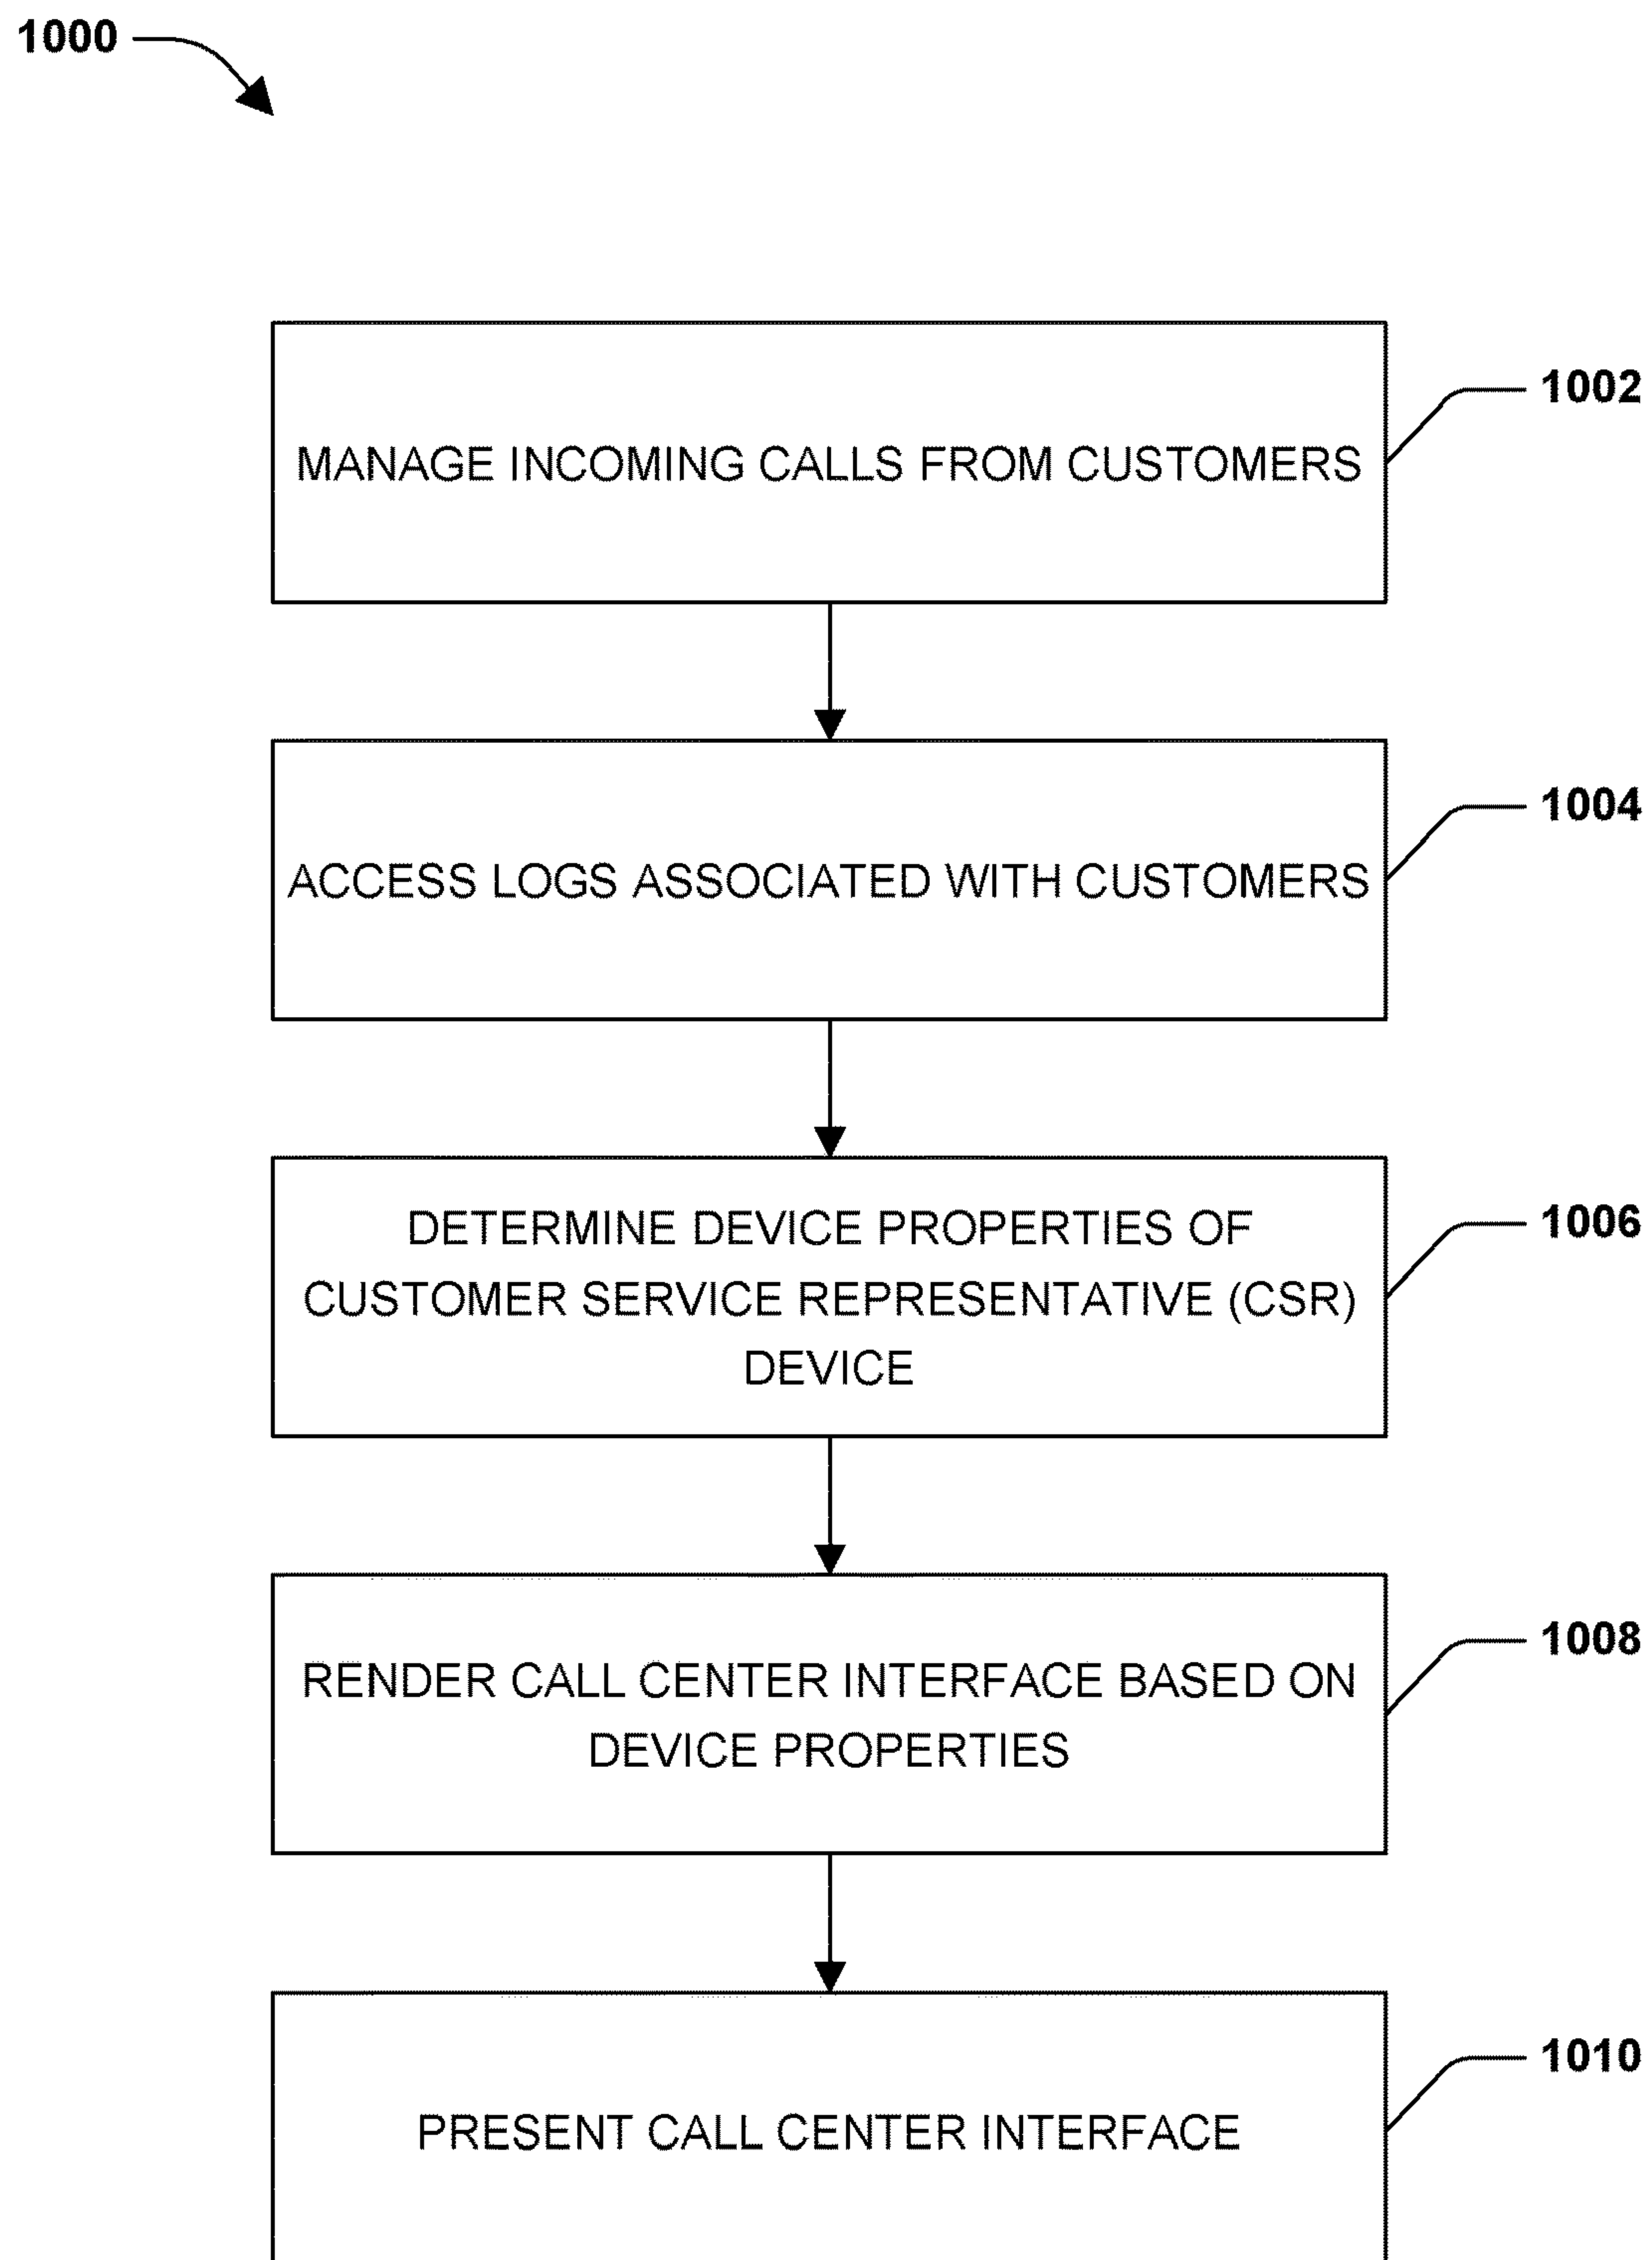 1000
MANAGE INCOMING CALLS FROM CUSTOMERS
1002
ACCESS LOGS ASSOCIATED WITH CUSTOMERS
1004
DETERMINE DEVICE PROPERTIES OF
CUSTOMER SERVICE REPRESENTATIVE (CSR)
DEVICE
1006
RENDER CALL CENTER INTERFACE BASED ON
DEVICE PROPERTIES
1008
PRESENT CALL CENTER INTERFACE
1010